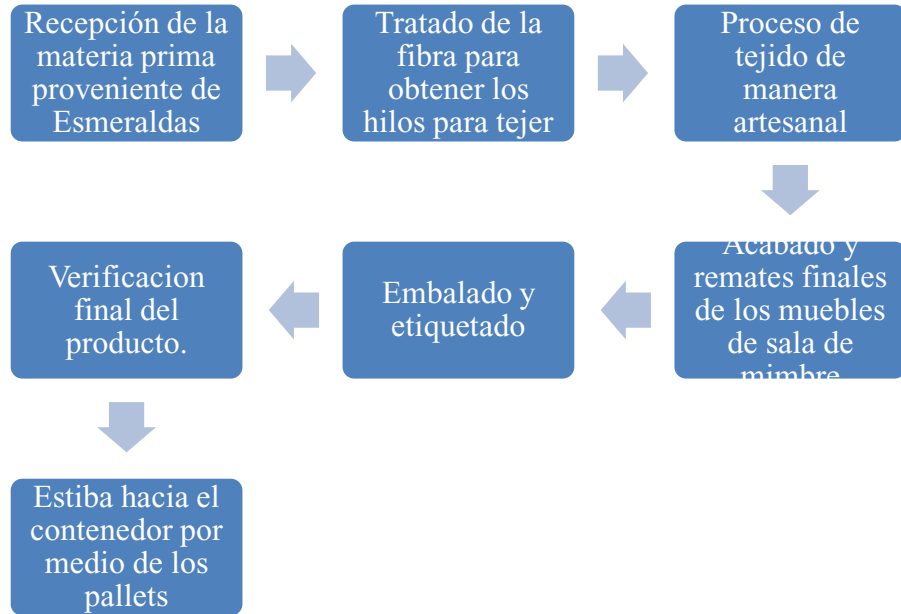 Recepción de la
materia prima
proveniente de
Esmeraldas
Tratado de la
fibra para
obtener los
hilos para tejer
Proceso de
tejido de
manera
artesanal
Acabado y
remates finales
de los muebles
de sala de
mimbre
Embalado y
etiquetado
Verificacion
final del
producto.
Estiba hacia el
contenedor por
medio de los
pallets